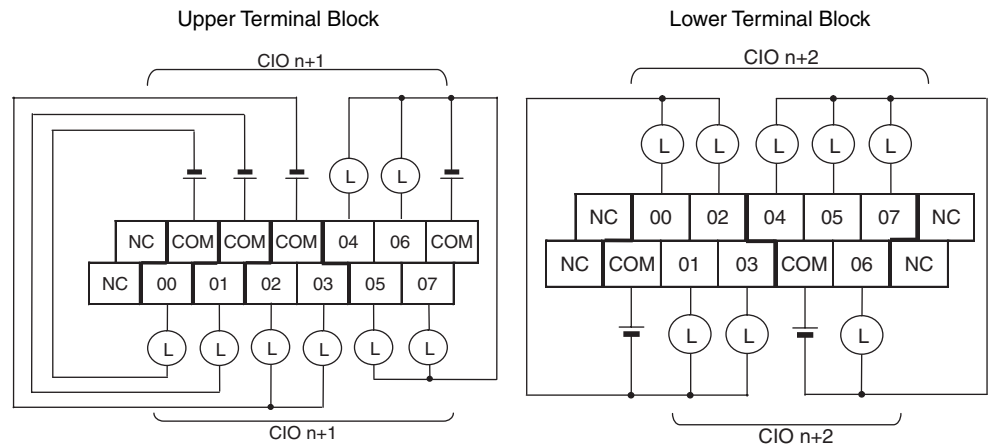 Upper Terminal Block
Lower Terminal Block
CIO n+1
L L
NC COM COM COM 04 06 COM
NC 00 01 02 03 05 07
L L L L L L
CIO n+1
CIO n+2
L L L L L
NC 00 02 04 05 07 NC
NC COM 01 03 COM 06 NC
L L L
CIO n+2